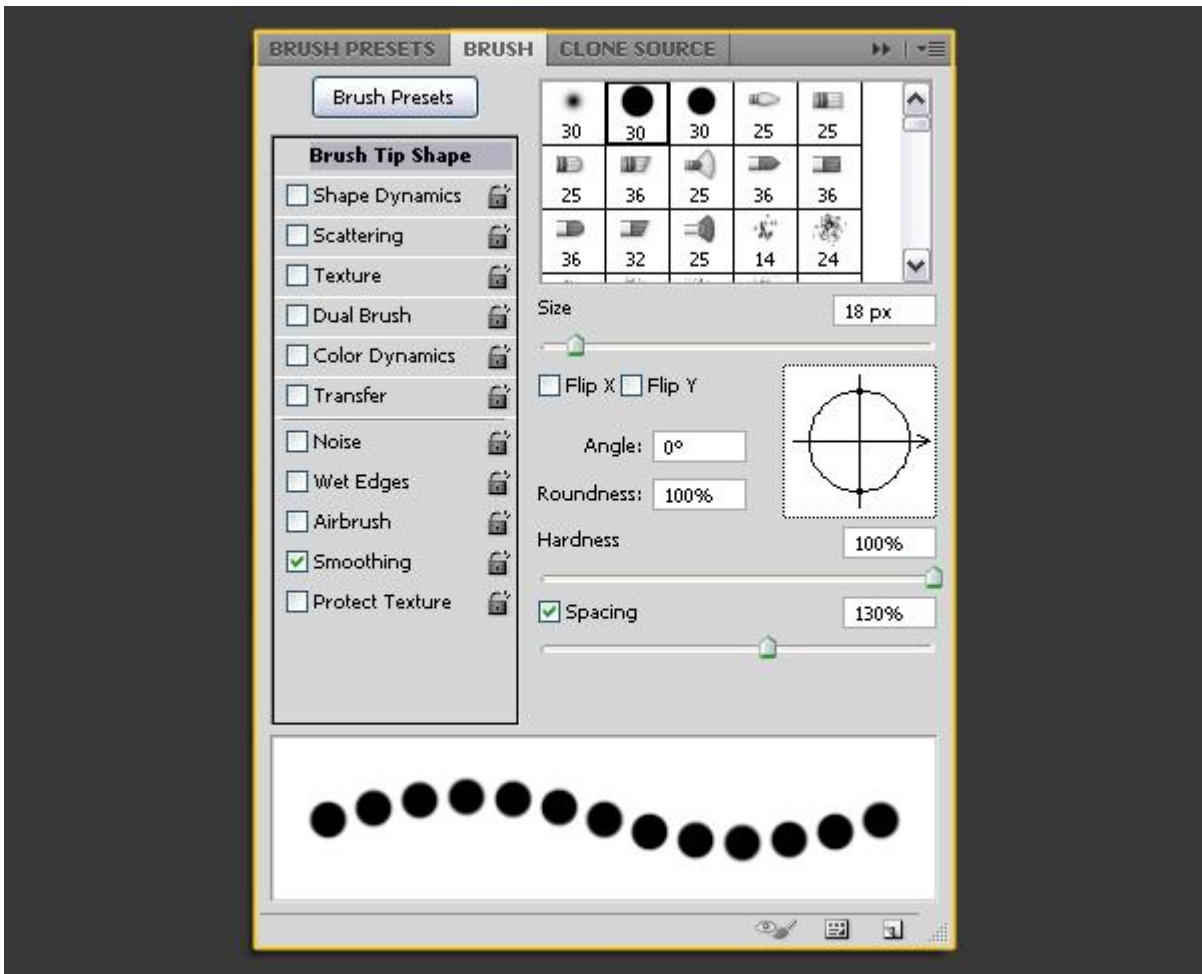 BRUSH PRESETS BRUSH CLONE SOURCE
Brush Presets
30 30 30 25 25
25 36 25 36 36
36 32 25 14 24
Brush Tip Shape
Shape Dynamics
Scattering
Texture
Dual Brush
Color Dynamics
Transfer
Noise
Wet Edges
Airbrush
Smoothing
Protect Texture
Size 18 px
Flip X Flip Y
Angle: 0º
Roundness: 100%
Hardness 100%
Spacing 130%